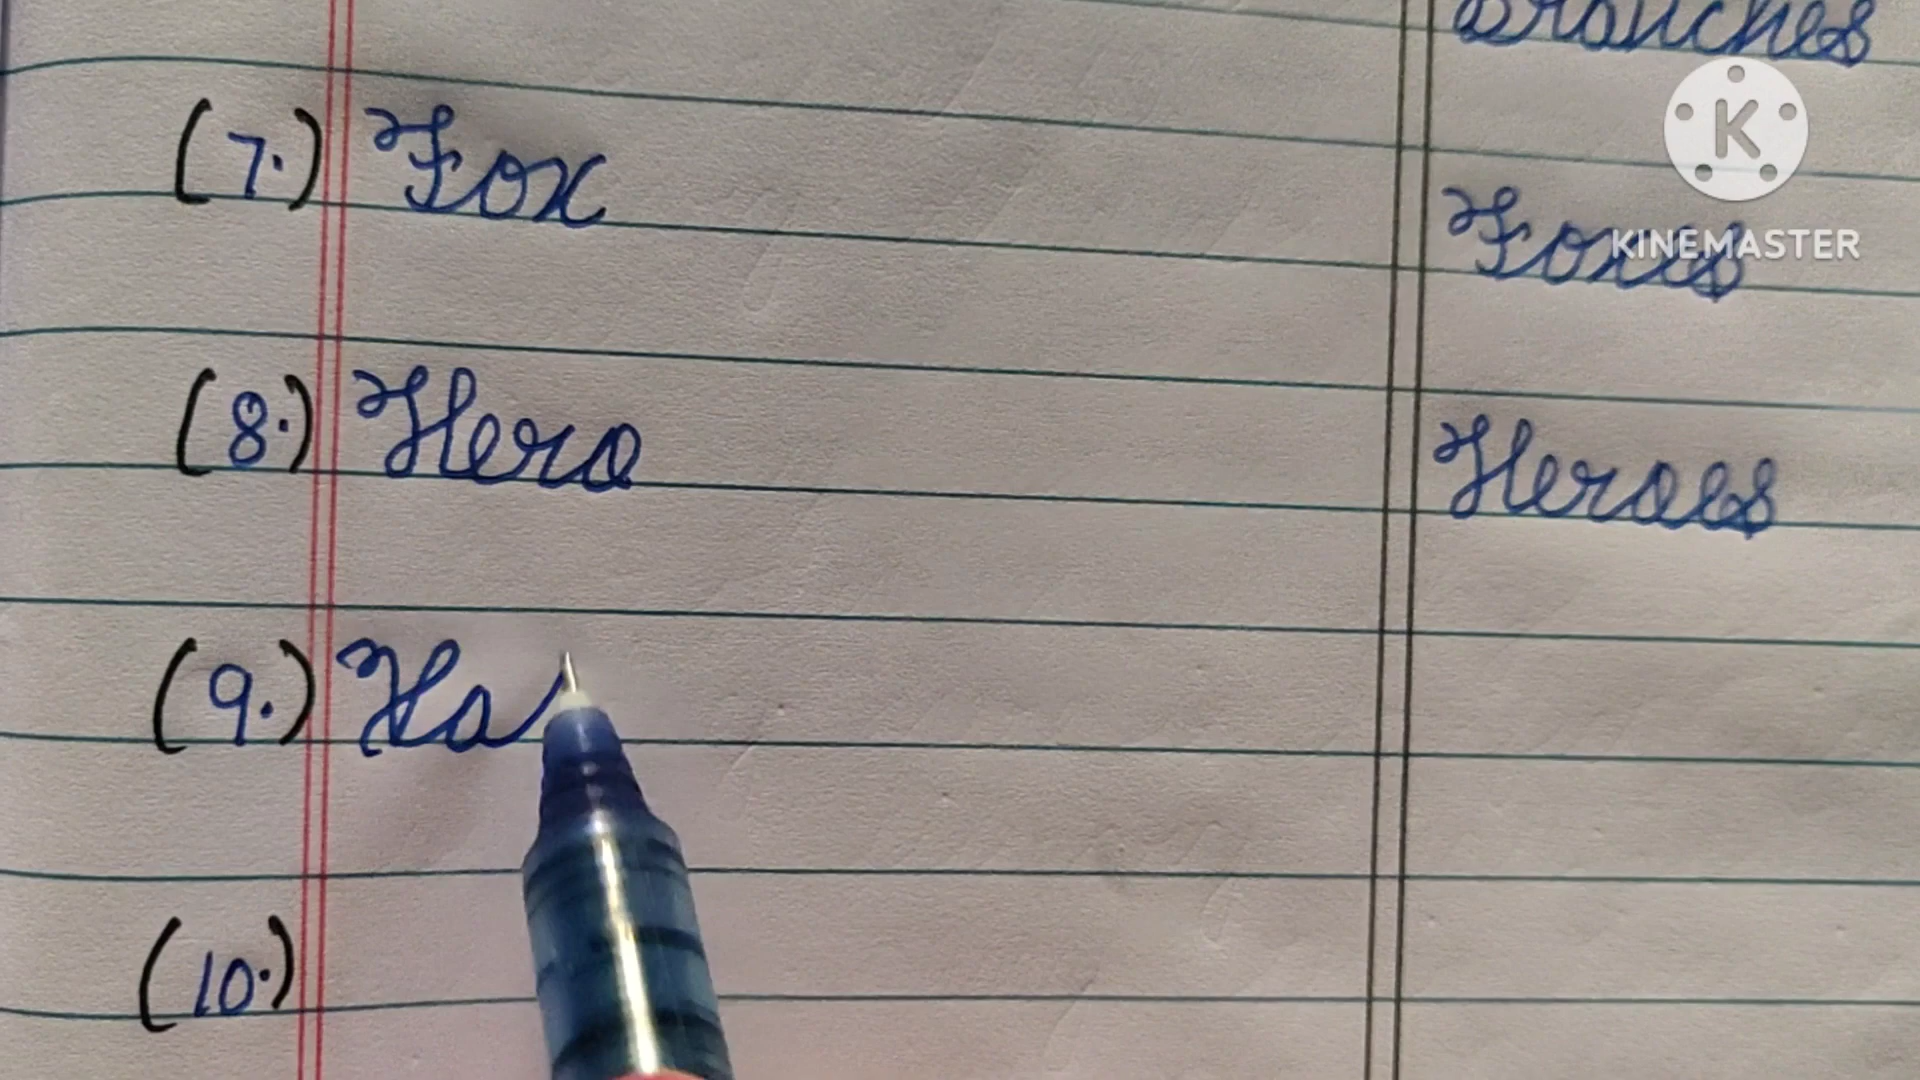 Branches
(7.) Fox
Foxes
(8.) Hero
Heroes
(9.) Ha
(10.)
K
KINEMASTER